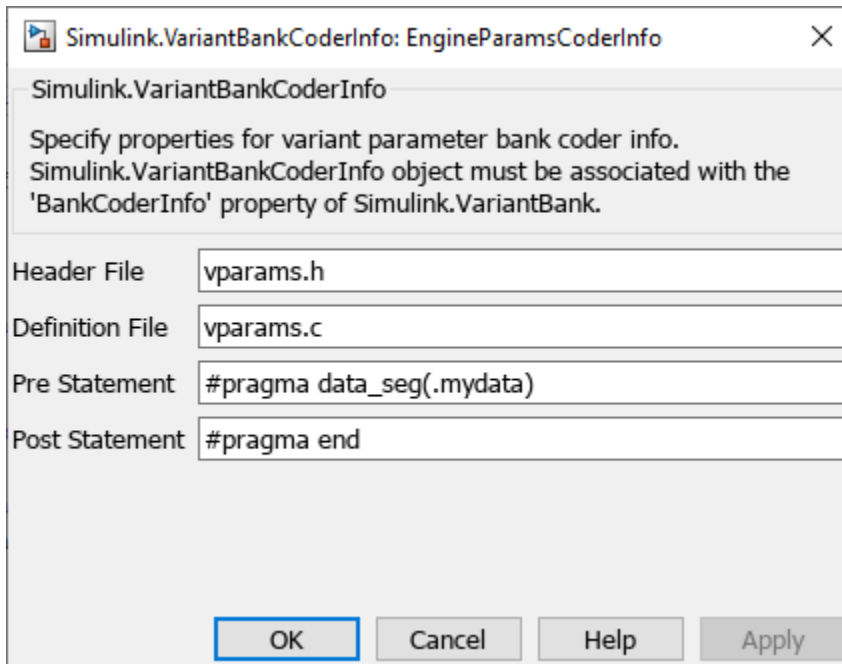 Simulink.VariantBankCoderInfo: EngineParamsCoderInfo
Simulink.VariantBankCoderInfo
Specify properties for variant parameter bank coder info.
Simulink.VariantBankCoderInfo object must be associated with the
'BankCoderInfo' property of Simulink.VariantBank.
Header File vparams.h
Definition File vparams.c
Pre Statement #pragma data_seg(.mydata)
Post Statement #pragma end
OK Cancel Help Apply